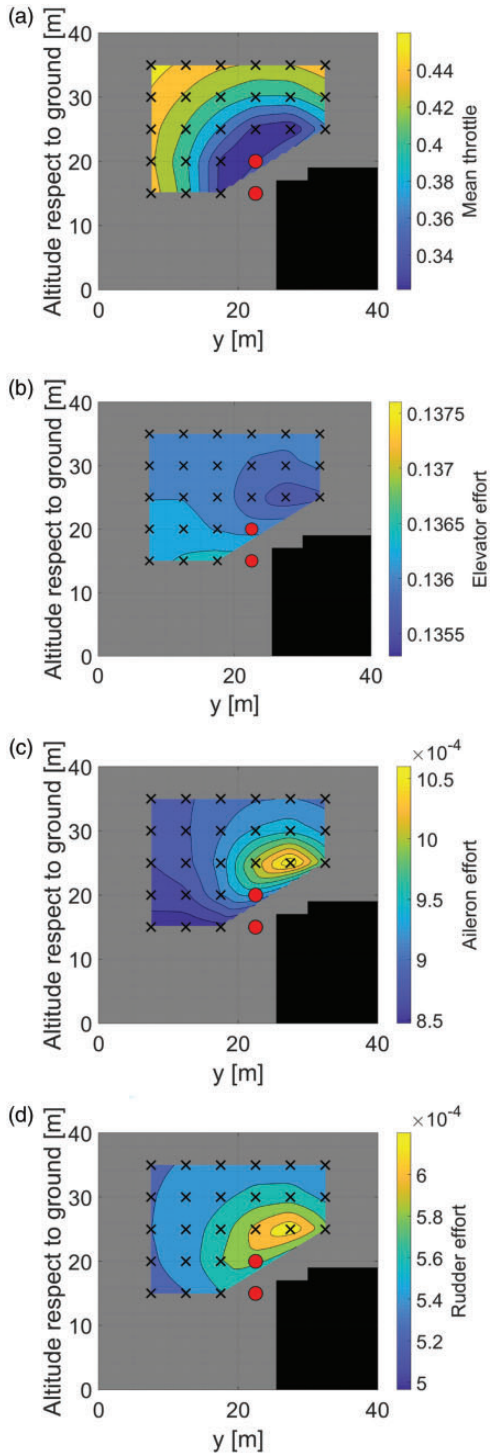 (a)
Altitude respect to ground [m]
40
30
20
10
0
0 20 40
y [m]
0.44
0.42
0.4
0.38
0.36
0.34
Mean throttle
(b)
Altitude respect to ground [m]
40
30
20
10
0
0 20 40
y [m]
0.1375
0.137
0.1365
0.136
0.1355
Elevator effort
(c)
Altitude respect to ground [m]
40
30
20
10
0
0 20 40
y [m]
×10-4
10.5
10
9.5
9
8.5
Aileron effort
(d)
Altitude respect to ground [m]
40
30
20
10
0
0 20 40
y [m]
×10-4
6
5.8
5.6
5.4
5.2
5
Rudder effort